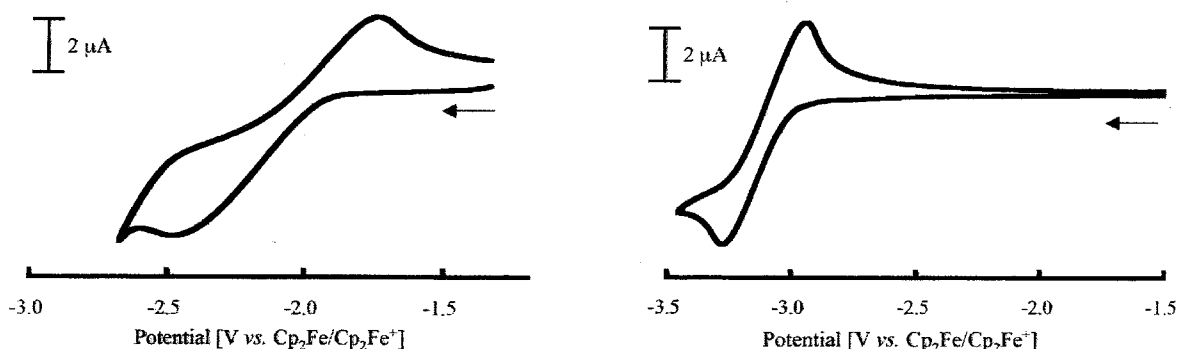 2 μA
-3.0 -2.5 -2.0 -1.5
Potential [V vs. Cp₂Fe/Cp₂Fe⁺]
2 μA
-3.5 -3.0 -2.5 -2.0 -1.5
Potential [V vs. Cp₂Fe/Cp₂Fe⁺]